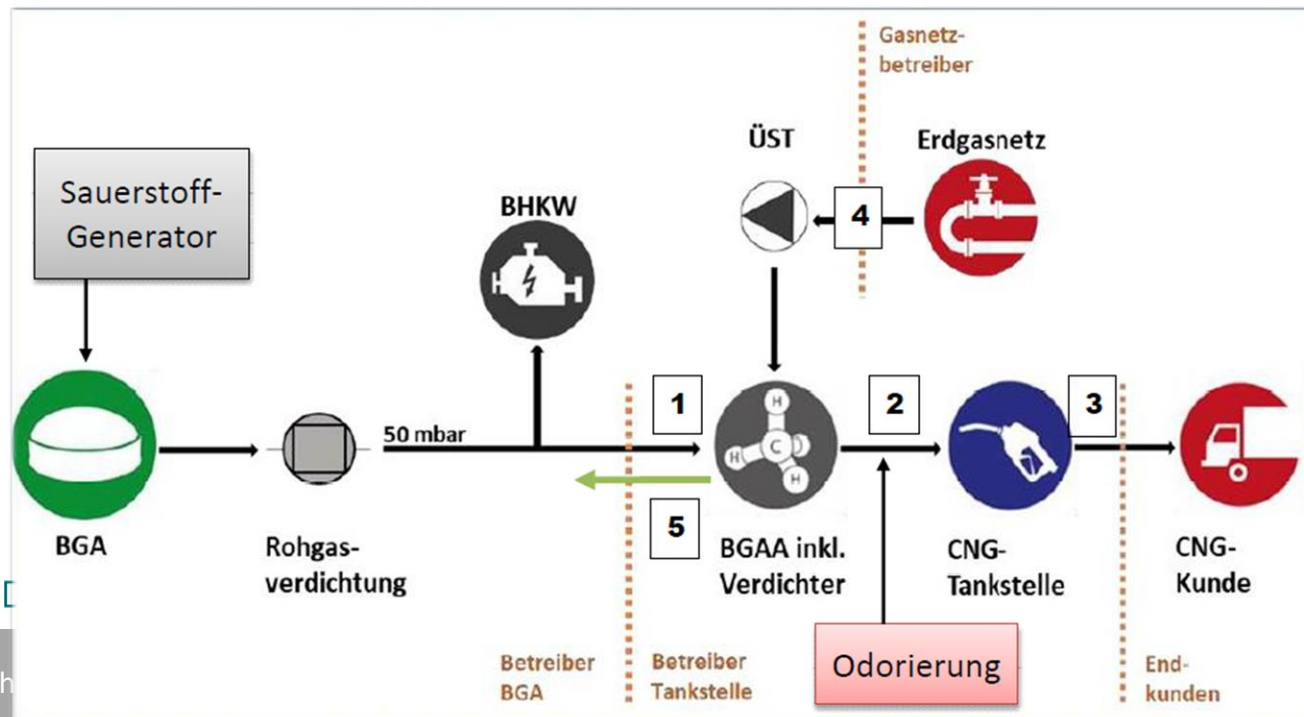 Gasnetz-
betreiber
ÜST
Erdgasnetz
Sauerstoff-
Generator
BHKW
4
50 mbar
1
2
3
H
H
C
H
5
BGA
Rohgas-
verdichtung
BGAA inkl.
Verdichter
CNG-
Tankstelle
CNG-
Kunde
Betreiber
BGA
Betreiber
Tankstelle
Odorierung
End-
kunden